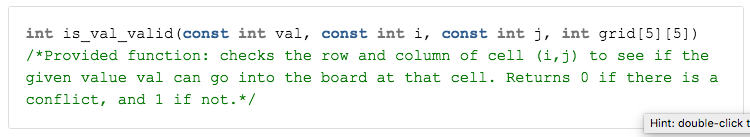 int is_val_valid(const int val, const int i, const int j, int grid[5][5])
/*Provided function: checks the row and column of cell (i,j) to see if the
given value val can go into the board at that cell. Returns 0 if there is a
conflict, and 1 if not.*/
Hint: double-click t